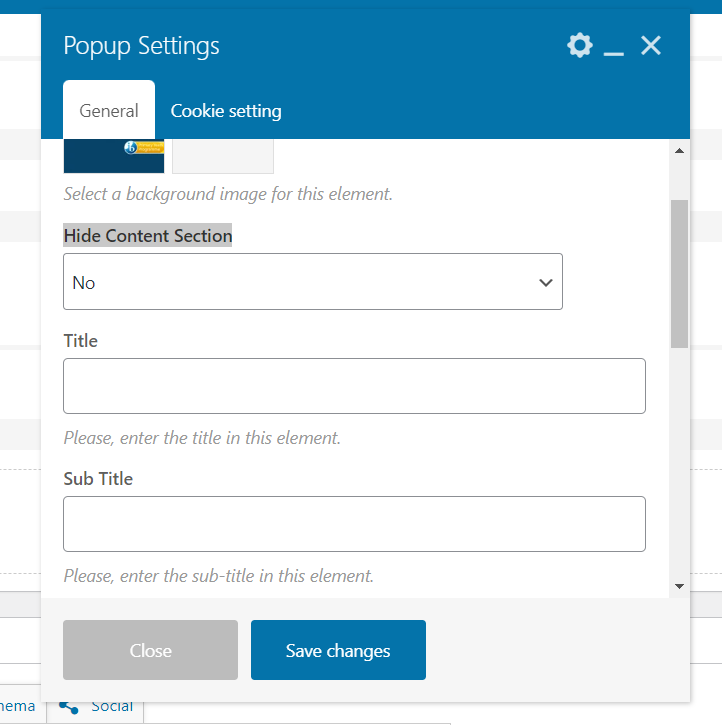 Popup Settings
General
Cookie setting
Select a background image for this element.
Hide Content Section
No
Title
Please, enter the title in this element.
Sub Title
Please, enter the sub-title in this element.
Close
Save changes
nema
Social